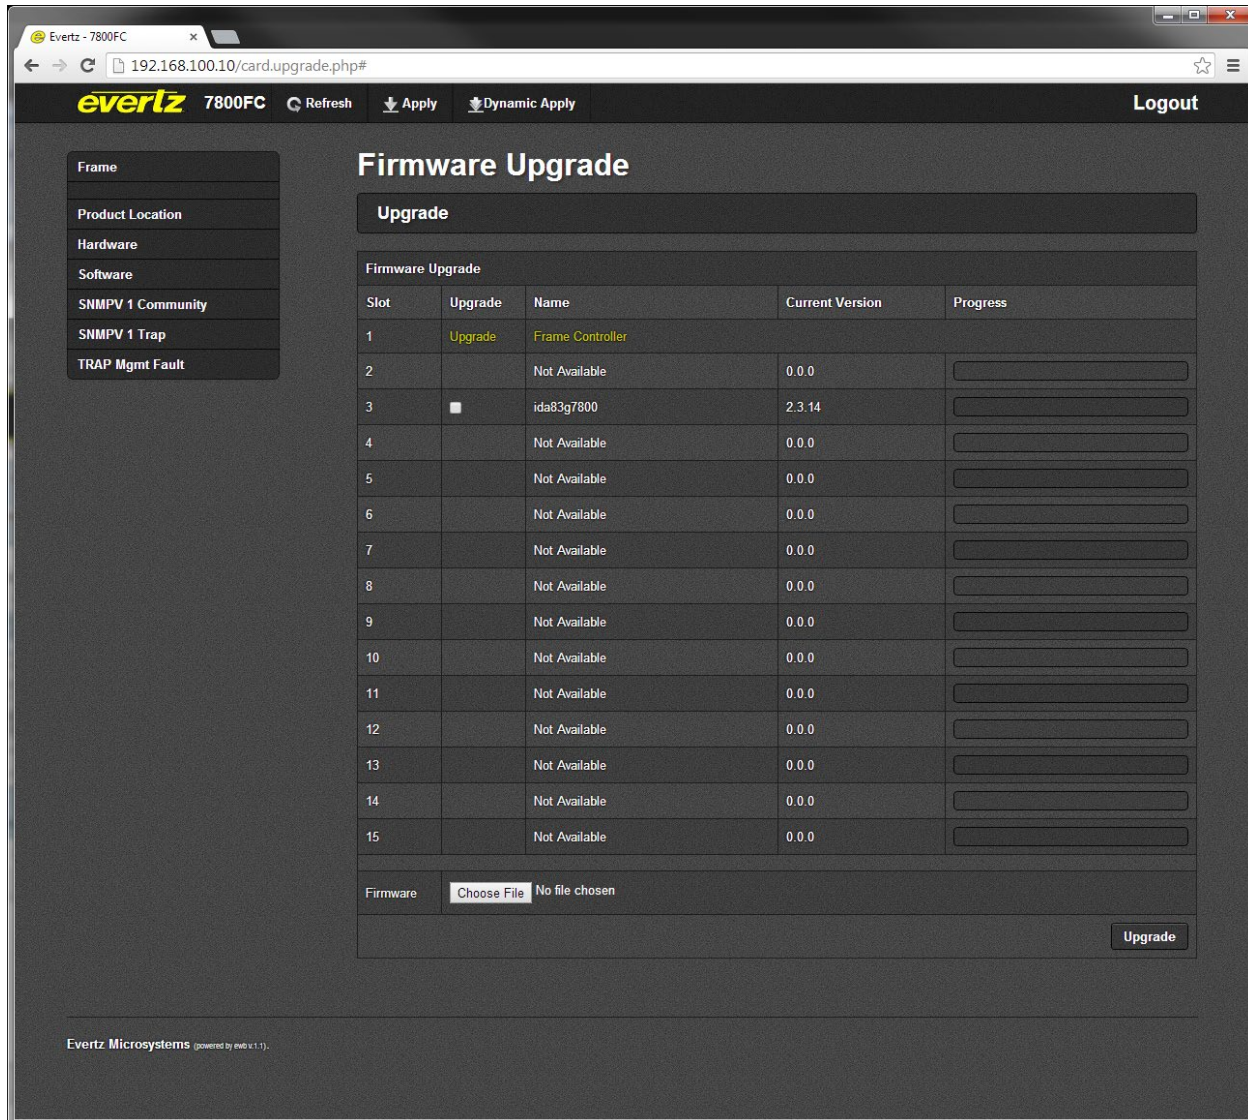 Evertz - 7800FC
192.168.100.10/card.upgrade.php#
evertz 7800FC Refresh Apply Dynamic Apply Logout
Frame
Product Location
Hardware
Software
SNMPV 1 Community
SNMPV 1 Trap
TRAP Mgmt Fault
Firmware Upgrade
Upgrade
Firmware Upgrade
Slot Upgrade Name Current Version Progress
1 Upgrade Frame Controller
2 Not Available 0.0.0
3 ida83g7800 2.3.14
4 Not Available 0.0.0
5 Not Available 0.0.0
6 Not Available 0.0.0
7 Not Available 0.0.0
8 Not Available 0.0.0
9 Not Available 0.0.0
10 Not Available 0.0.0
11 Not Available 0.0.0
12 Not Available 0.0.0
13 Not Available 0.0.0
14 Not Available 0.0.0
15 Not Available 0.0.0
Firmware Choose File No file chosen
Upgrade
Evertz Microsystems (powered by ewb v.1.1).